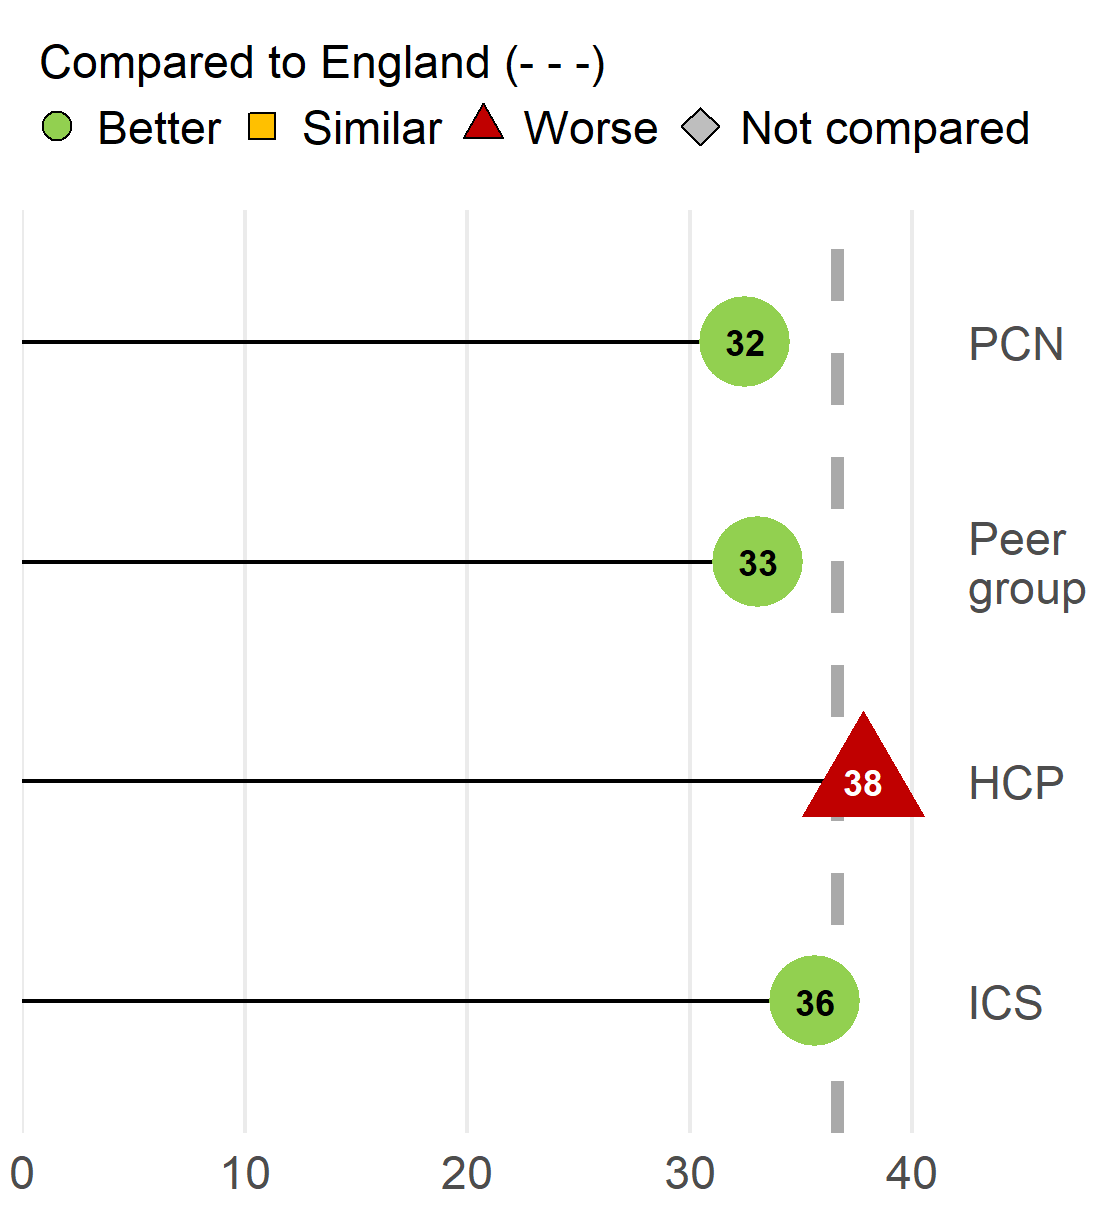 Compared to England (- - -)
Better Similar Worse Not compared
32 PCN
33 Peer
group
38 HCP
36 ICS
0 10 20 30 40